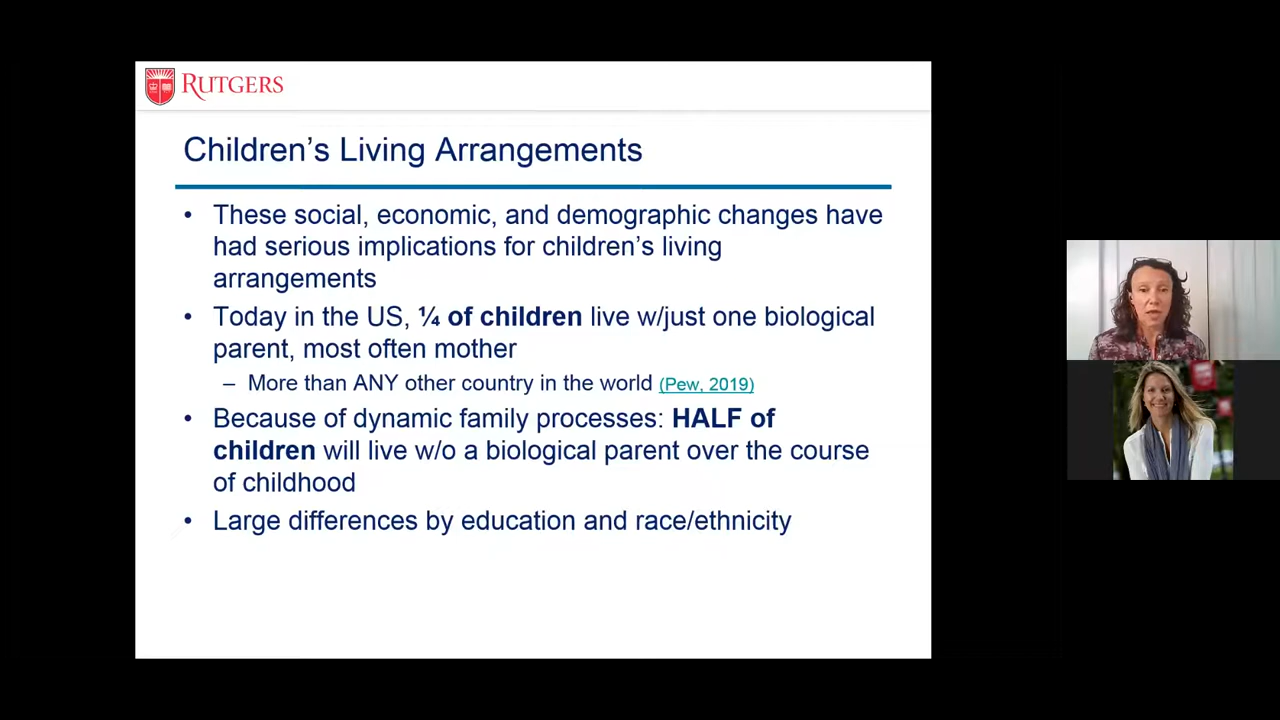 RUTGERS
Children's Living Arrangements
• These social, economic, and demographic changes have
had serious implications for children's living
arrangements
• Today in the US, ¼ of children live w/just one biological
parent, most often mother
– More than ANY other country in the world (Pew, 2019)
• Because of dynamic family processes: HALF of
children will live w/o a biological parent over the course
of childhood
• Large differences by education and race/ethnicity